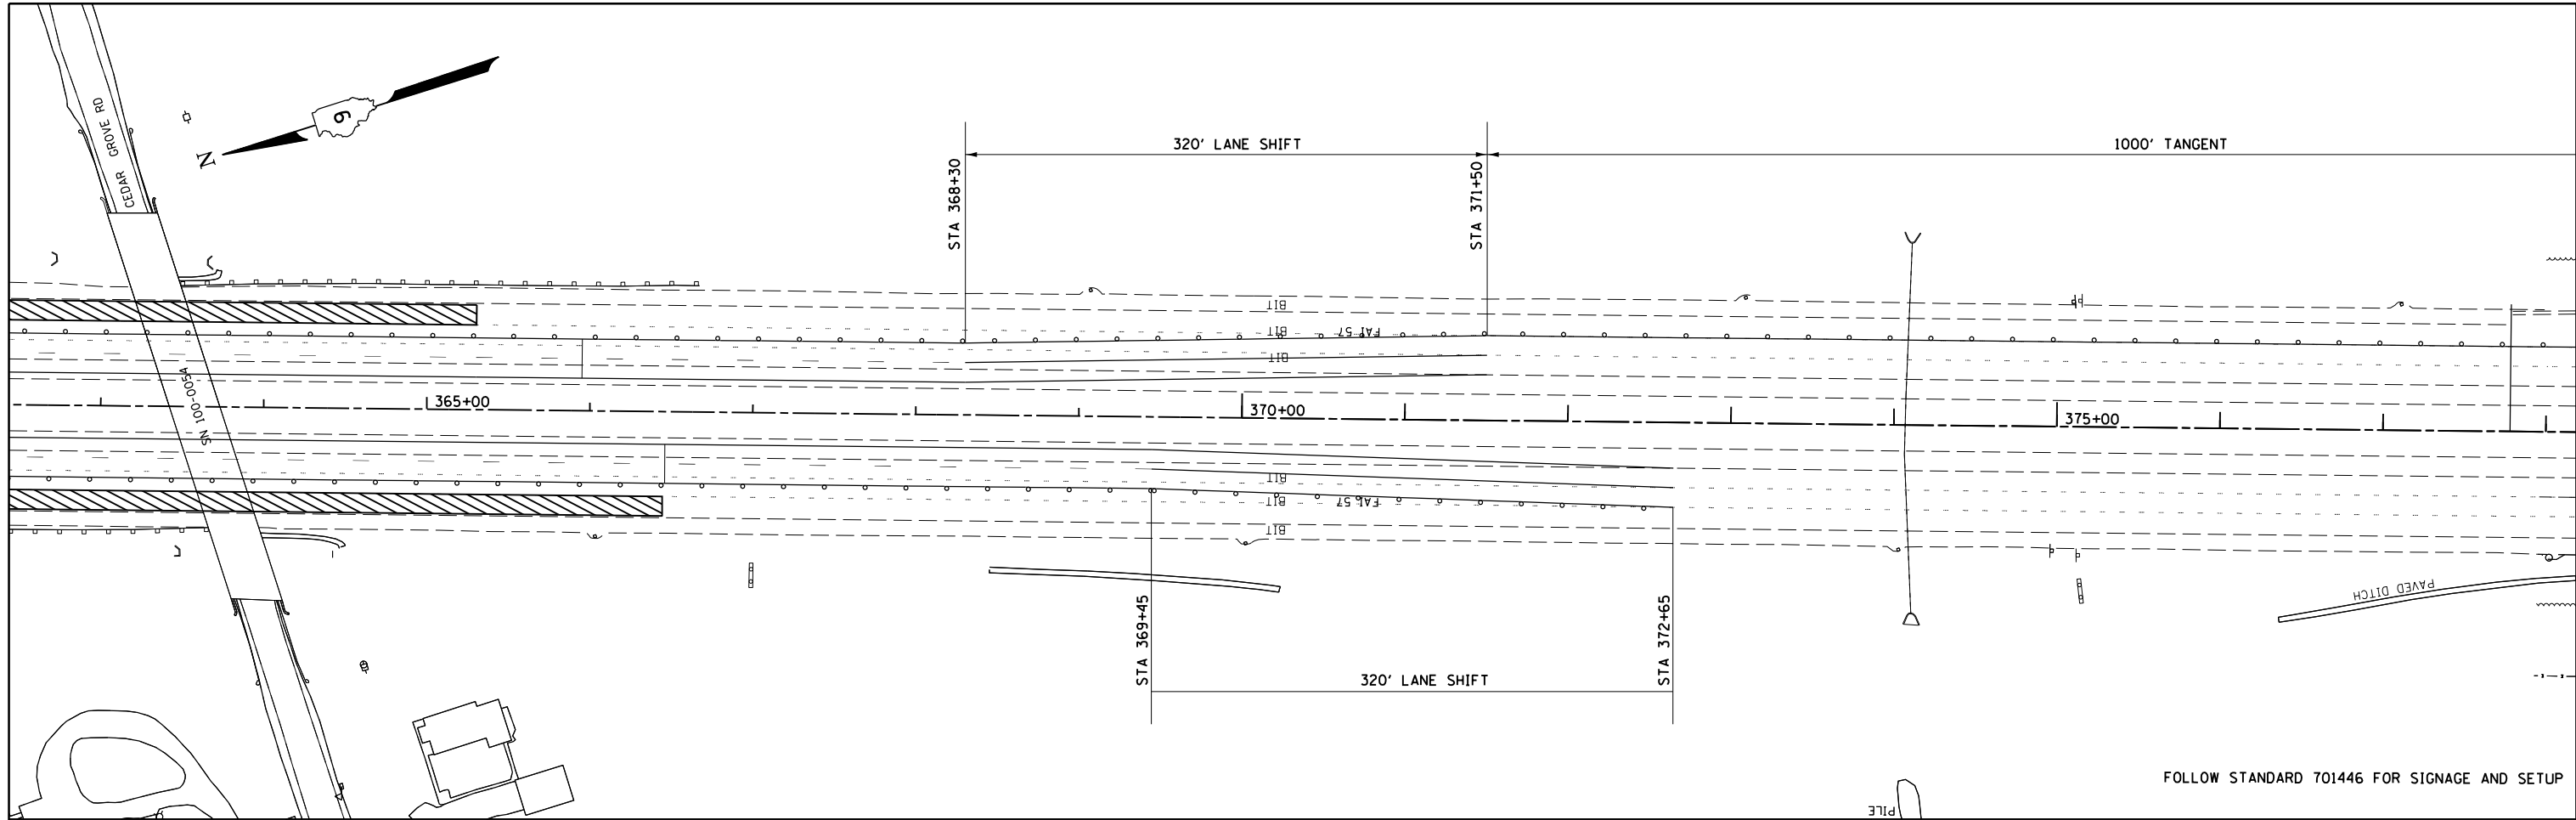 CEDAR GROVE RD
6
N
320' LANE SHIFT
1000' TANGENT
STA 368+30
STA 371+50
BIT
BIT
FAI 57
BIT
SN 100-0054
365+00
370+00
375+00
BIT
BIT
FAI 57
BIT
STA 369+45
STA 372+65
320' LANE SHIFT
PAVED DITCH
FOLLOW STANDARD 701446 FOR SIGNAGE AND SETUP
PILE